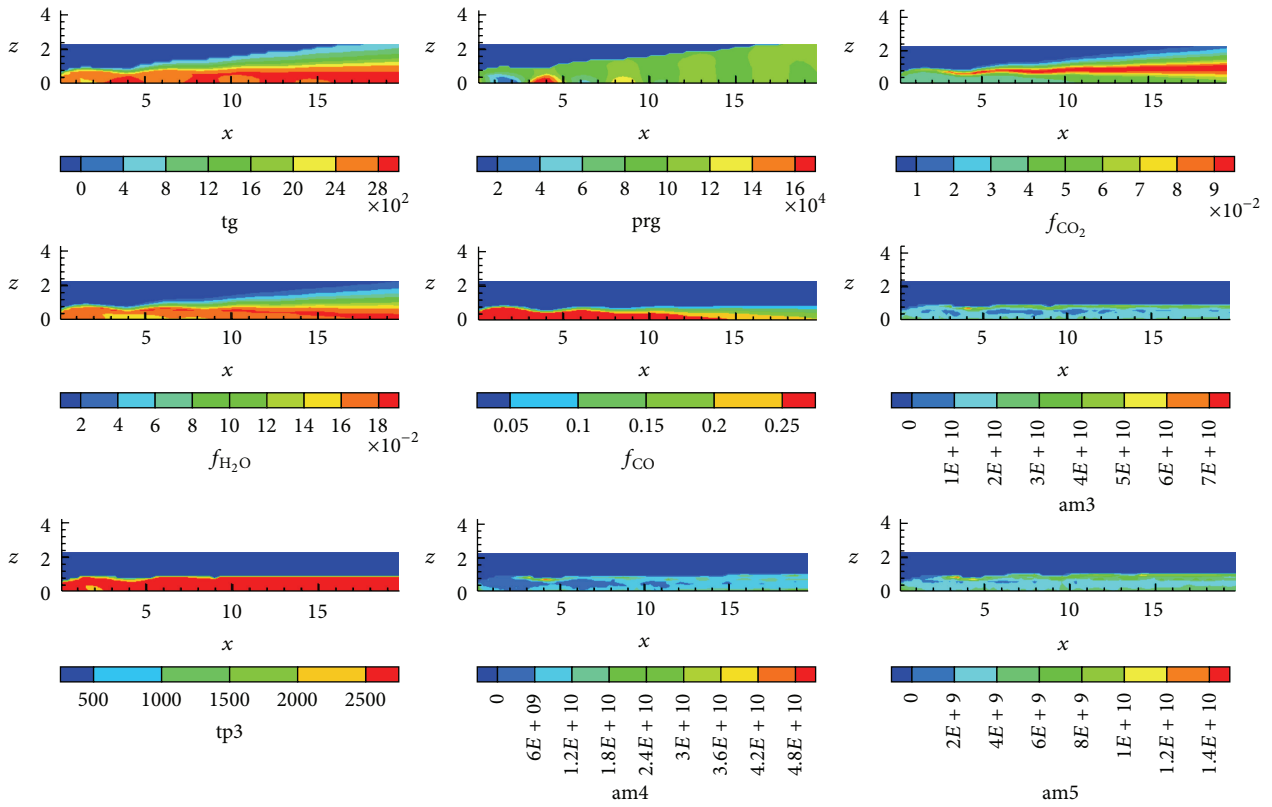 4
z 2
0
5 10 15
x
0 4 8 12 16 20 24 28
×10²
tg
4
z 2
0
5 10 15
x
2 4 6 8 10 12 14 16
×10⁴
prg
4
z 2
0
5 10 15
x
1 2 3 4 5 6 7 8 9
×10⁻²
f_CO₂
4
z 2
0
5 10 15
x
2 4 6 8 10 12 14 16 18
×10⁻²
f_H₂O
4
z 2
0
5 10 15
x
0.05 0.1 0.15 0.2 0.25
f_CO
4
z 2
0
5 10 15
x
0 1E + 10 2E + 10 3E + 10 4E + 10 5E + 10 6E + 10 7E + 10
am3
4
z 2
0
5 10 15
x
500 1000 1500 2000 2500
tp3
4
z 2
0
5 10 15
x
0 6E + 09 1.2E + 10 1.8E + 10 2.4E + 10 3E + 10 3.6E + 10 4.2E + 10 4.8E + 10
am4
4
z 2
0
5 10 15
x
0 2E + 9 4E + 9 6E + 9 8E + 9 1E + 10 1.2E + 10 1.4E + 10
am5